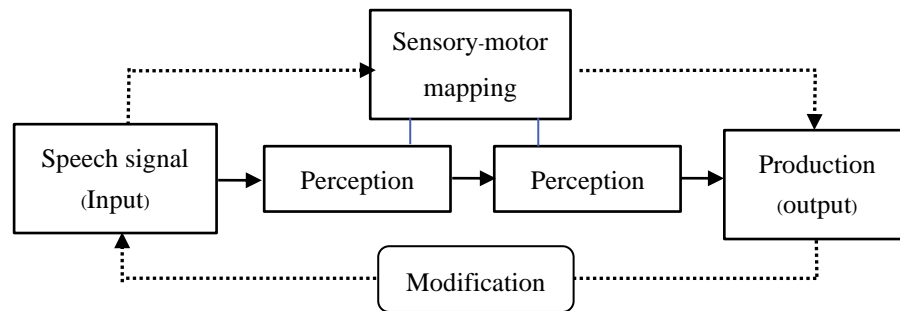 Sensory-motor
mapping
Speech signal
(Input)
Perception
Perception
Production
(output)
Modification